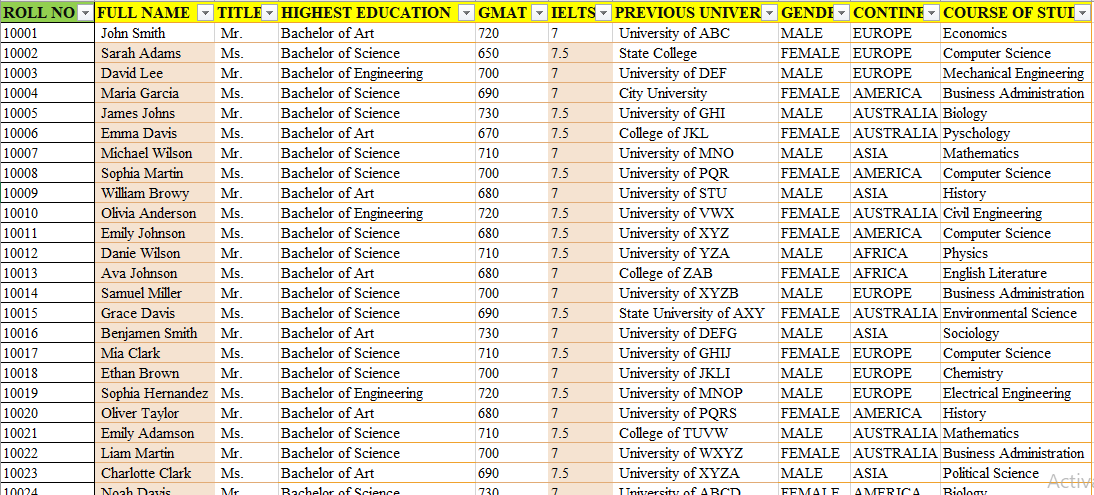 ROLL NO FULL NAME TITLE HIGHEST EDUCATION GMAT IELTS PREVIOUS UNIVER GENDE CONTINE COURSE OF STUI
10001 John Smith Mr. Bachelor of Art 720 7 University of ABC MALE EUROPE Economics
10002 Sarah Adams Ms. Bachelor of Science 650 7.5 State College FEMALE EUROPE Computer Science
10003 David Lee Mr. Bachelor of Engineering 700 7 University of DEF MALE EUROPE Mechanical Engineering
10004 Maria Garcia Ms. Bachelor of Science 690 7 City University FEMALE AMERICA Business Administration
10005 James Johns Mr. Bachelor of Science 730 7.5 University of GHI MALE AUSTRALIA Biology
10006 Emma Davis Ms. Bachelor of Art 670 7.5 College of JKL FEMALE AUSTRALIA Pyschology
10007 Michael Wilson Mr. Bachelor of Science 710 7 University of MNO MALE ASIA Mathematics
10008 Sophia Martin Ms. Bachelor of Science 700 7.5 University of PQR FEMALE AMERICA Computer Science
10009 William Browy Mr. Bachelor of Art 680 7 University of STU MALE ASIA History
10010 Olivia Anderson Ms. Bachelor of Engineering 720 7.5 University of VWX FEMALE AUSTRALIA Civil Engineering
10011 Emily Johnson Ms. Bachelor of Science 680 7.5 University of XYZ FEMALE AMERICA Computer Science
10012 Danie Wilson Mr. Bachelor of Science 710 7.5 University of YZA MALE AFRICA Physics
10013 Ava Johnson Ms. Bachelor of Art 680 7 College of ZAB FEMALE AFRICA English Literature
10014 Samuel Miller Mr. Bachelor of Science 700 7 University of XYZB MALE EUROPE Business Administration
10015 Grace Davis Ms. Bachelor of Science 690 7.5 State University of AXY FEMALE AUSTRALIA Environmental Science
10016 Benjamen Smith Mr. Bachelor of Art 730 7 University of DEFG MALE ASIA Sociology
10017 Mia Clark Ms. Bachelor of Science 710 7.5 University of GHIJ FEMALE EUROPE Computer Science
10018 Ethan Brown Mr. Bachelor of Science 700 7 University of JKLI MALE EUROPE Chemistry
10019 Sophia Hernandez Ms. Bachelor of Engineering 720 7.5 University of MNOP MALE EUROPE Electrical Engineering
10020 Oliver Taylor Mr. Bachelor of Art 680 7 University of PQRS FEMALE AMERICA History
10021 Emily Adamson Ms. Bachelor of Science 710 7.5 College of TUVW MALE AUSTRALIA Mathematics
10022 Liam Martin Mr. Bachelor of Science 700 7 University of WXYZ FEMALE AUSTRALIA Business Administration
10023 Charlotte Clark Ms. Bachelor of Art 690 7.5 University of XYZA MALE ASIA Political Science
10024 Noah Davis Mr. Bachelor of Science 730 7 University of ABCD FEMALE AMERICA Biology
Activ